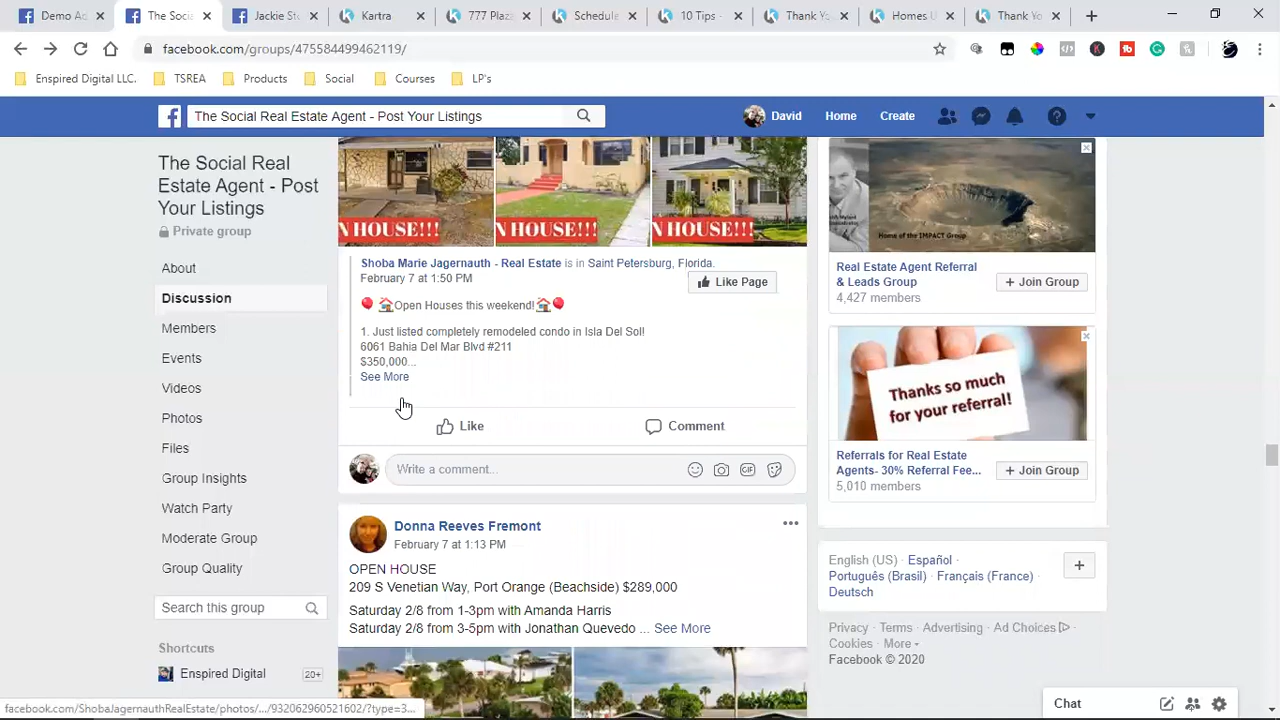 Demo Ac
The Social
Jackie St
Kartra
777 Plaz
Schedule
10 Tips -
Thank Yo
Homes U
Thank Yo
facebook.com/groups/475584499462119/
Enspired Digital LLC.
TSREA
Products
Social
Courses
LP's
The Social Real Estate Agent - Post Your Listings
David
Home
Create
The Social Real
Estate Agent - Post
Your Listings
Private group
About
Discussion
Members
Events
Videos
Photos
Files
Group Insights
Watch Party
Moderate Group
Group Quality
Search this group
Shortcuts
Enspired Digital
20+
N HOUSE!!!
N HOUSE!!!
N HOUSE!!!
Shoba Marie Jagernauth - Real Estate is in Saint Petersburg, Florida.
February 7 at 1:50 PM
Like Page
Open Houses this weekend!
1. Just listed completely remodeled condo in Isla Del Sol!
6061 Bahia Del Mar Blvd #211
$350,000...
See More
Like
Comment
Write a comment...
GIF
Donna Reeves Fremont
February 7 at 1:13 PM
OPEN HOUSE
209 S Venetian Way, Port Orange (Beachside) $289,000
Saturday 2/8 from 1-3pm with Amanda Harris
Saturday 2/8 from 3-5pm with Jonathan Quevedo ... See More
Home of the IMPACT Group
Real Estate Agent Referral
& Leads Group
4,427 members
+ Join Group
Thanks so much
for your referral!
Referrals for Real Estate
Agents- 30% Referral Fee...
5,010 members
+ Join Group
English (US) · Español ·
Português (Brasil) · Français (France) ·
Deutsch
Privacy · Terms · Advertising · Ad Choices
Cookies · More
Facebook © 2020
Chat
facebook.com/ShobaJagernauthRealEstate/photos/.../932062960521602/?type=3...